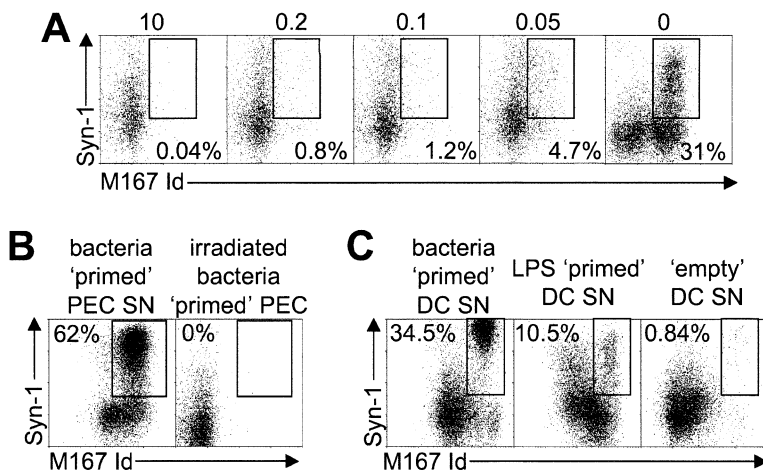 A
10 0.2 0.1 0.05 0
Syn-1
0.04% 0.8% 1.2% 4.7% 31%
M167 Id
B
bacteria 'primed' PEC SN
irradiated bacteria 'primed' PEC
62% 0%
Syn-1
M167 Id
C
bacteria 'primed' DC SN
LPS 'primed' DC SN
'empty' DC SN
34.5% 10.5% 0.84%
Syn-1
M167 Id